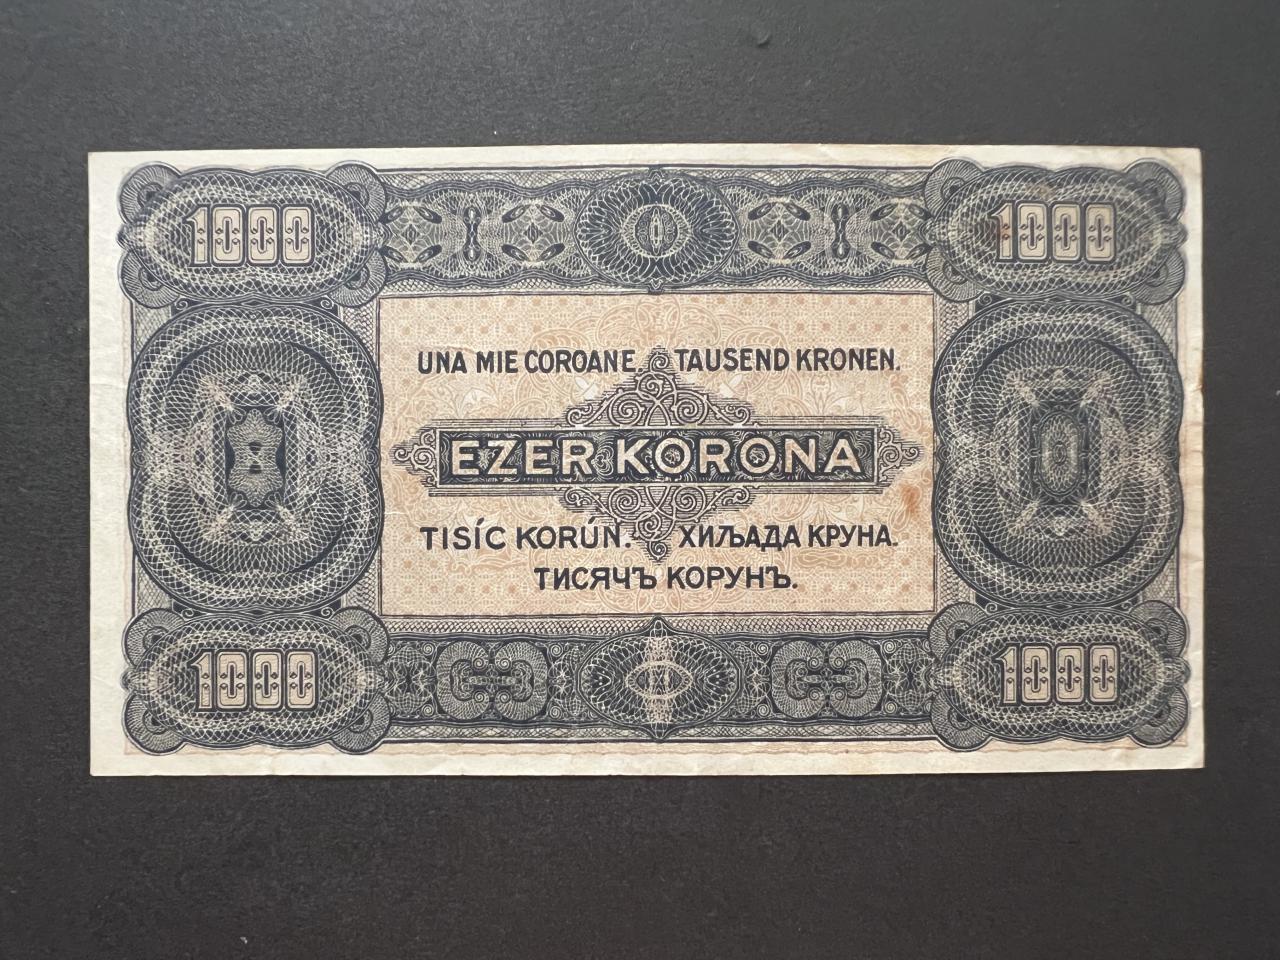 1000 1000
UNA MIE COROANE. TAUSEND KRONEN.
EZER KORONA
TISÍC KORÚN. ХИЉАДА КРУНА.
ТИСЯЧЪ КОРУНЪ.
1000 1000